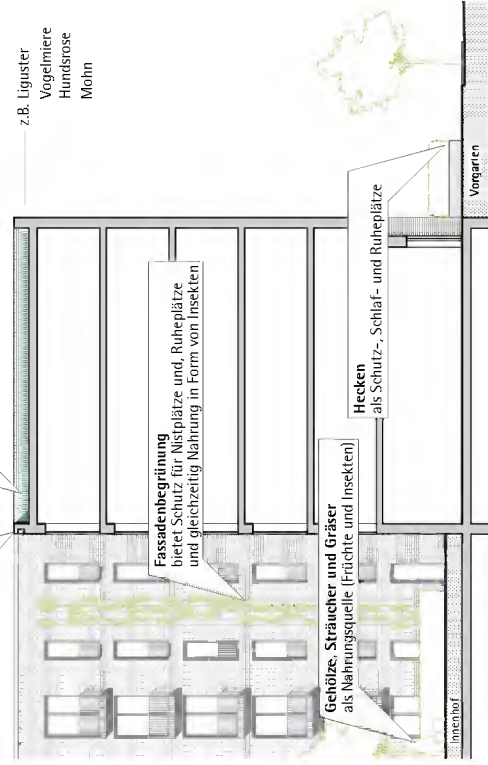 z.B. Liguster
Vogelmiere
Hundsrose
Mohn
Fassadenbegrünung
bietet Schutz für Nistplätze und, Ruheplätze
und gleichzeitig Nahrung in Form von Insekten
Hecken
als Schutz-, Schlaf- und Ruheplätze
Gehölze, Sträucher und Gräser
als Nahrungsquelle (Früchte und Insekten)
Vorgarten
Innenhof